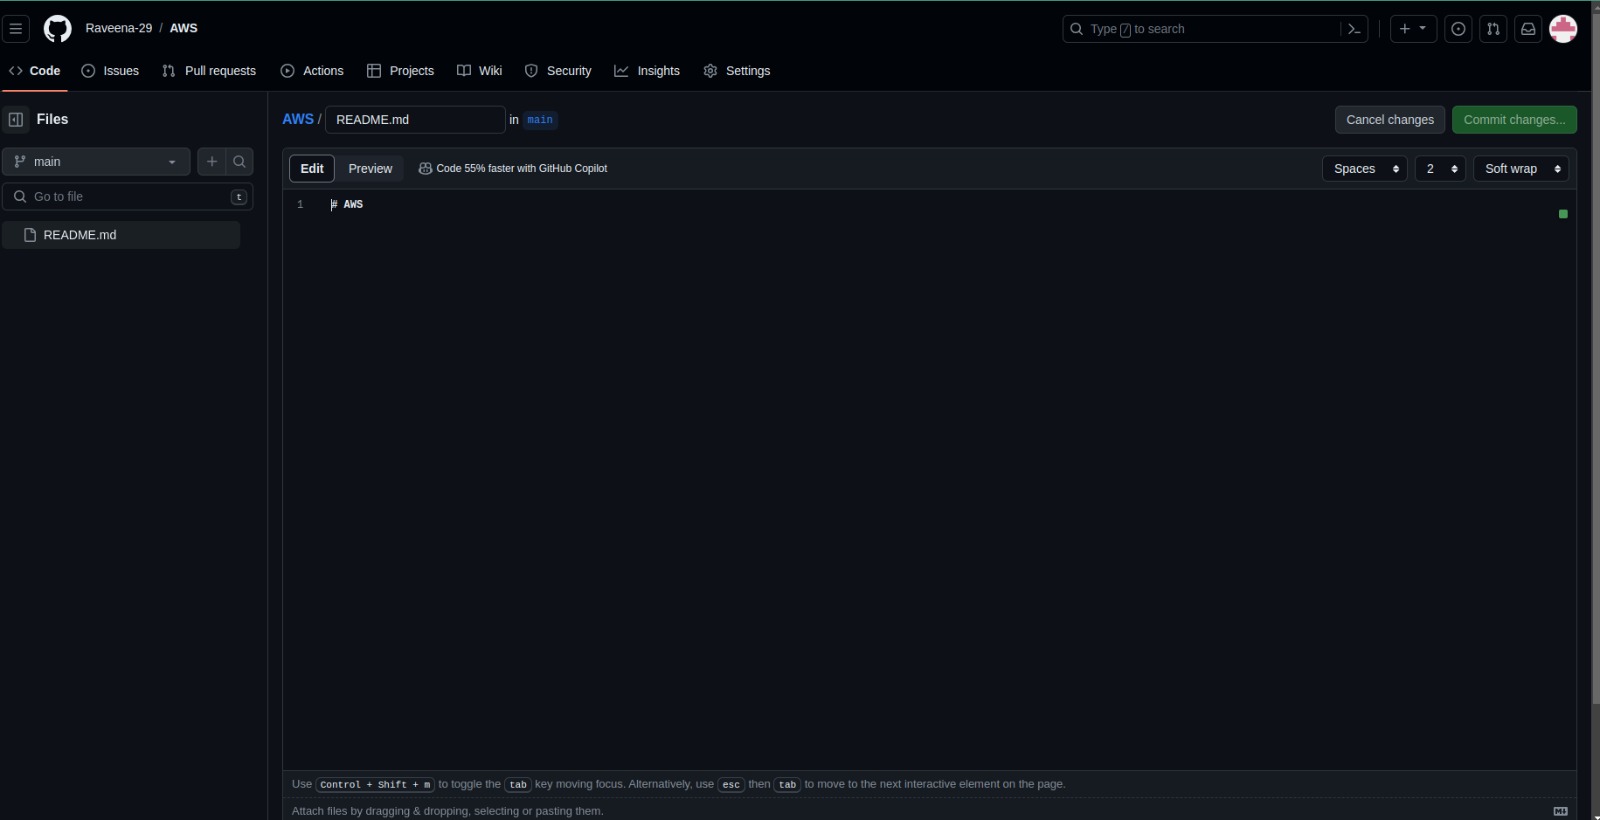 Raveena-29 / AWS
Type / to search
Code Issues Pull requests Actions Projects Wiki Security Insights Settings
Files
AWS / README.md in main
Cancel changes Commit changes...
main
Edit Preview Code 55% faster with GitHub Copilot
Spaces 2 Soft wrap
Go to file t
1 # AWS
README.md
Use Control + Shift + m to toggle the tab key moving focus. Alternatively, use esc then tab to move to the next interactive element on the page.
Attach files by dragging & dropping, selecting or pasting them.